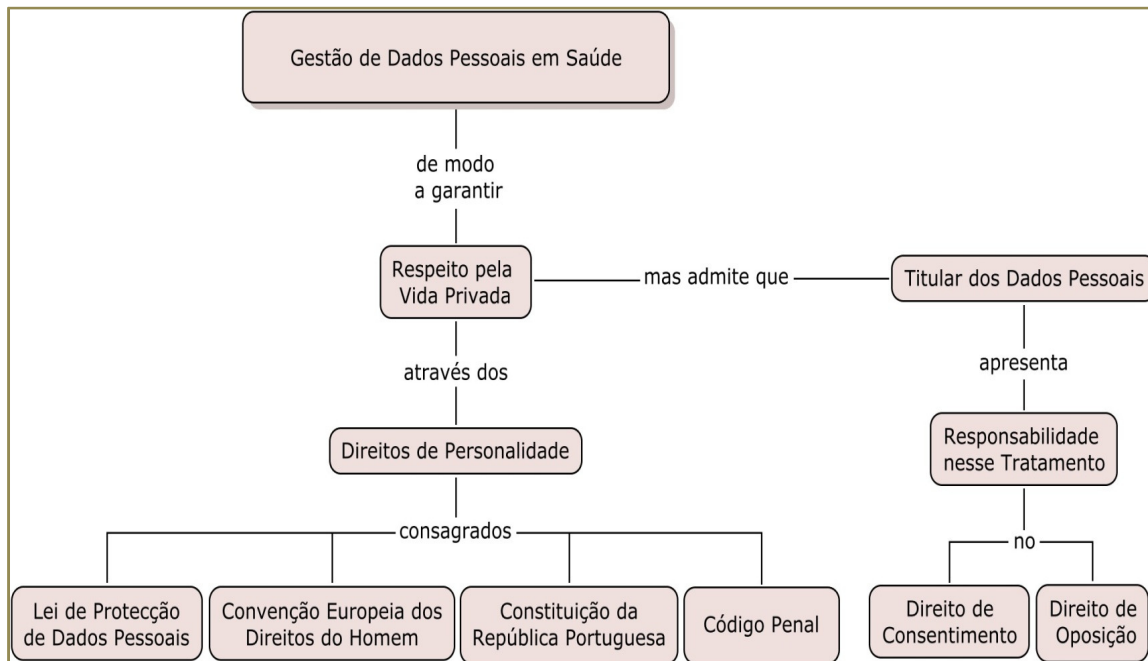 Gestão de Dados Pessoais em Saúde
de modo
a garantir
Respeito pela
Vida Privada
mas admite que
Titular dos Dados Pessoais
através dos
apresenta
Direitos de Personalidade
Responsabilidade
nesse Tratamento
consagrados
no
Lei de Protecção
de Dados Pessoais
Convenção Europeia dos
Direitos do Homem
Constituição da
República Portuguesa
Código Penal
Direito de
Consentimento
Direito de
Oposição